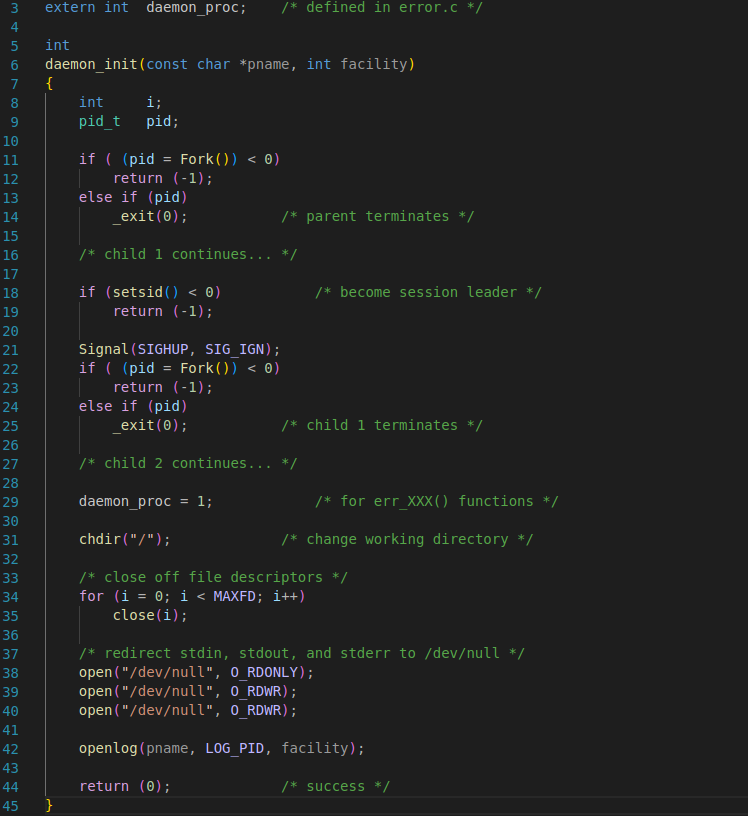 3 extern int  daemon_proc;    /* defined in error.c */
4
5 int
6 daemon_init(const char *pname, int facility)
7 {
8     int     i;
9     pid_t   pid;
10
11     if ( (pid = Fork()) < 0)
12         return (-1);
13     else if (pid)
14         _exit(0);           /* parent terminates */
15
16     /* child 1 continues... */
17
18     if (setsid() < 0)           /* become session leader */
19         return (-1);
20
21     Signal(SIGHUP, SIG_IGN);
22     if ( (pid = Fork()) < 0)
23         return (-1);
24     else if (pid)
25         _exit(0);           /* child 1 terminates */
26
27     /* child 2 continues... */
28
29     daemon_proc = 1;            /* for err_XXX() functions */
30
31     chdir("/");             /* change working directory */
32
33     /* close off file descriptors */
34     for (i = 0; i < MAXFD; i++)
35         close(i);
36
37     /* redirect stdin, stdout, and stderr to /dev/null */
38     open("/dev/null", O_RDONLY);
39     open("/dev/null", O_RDWR);
40     open("/dev/null", O_RDWR);
41
42     openlog(pname, LOG_PID, facility);
43
44     return (0);             /* success */
45 }